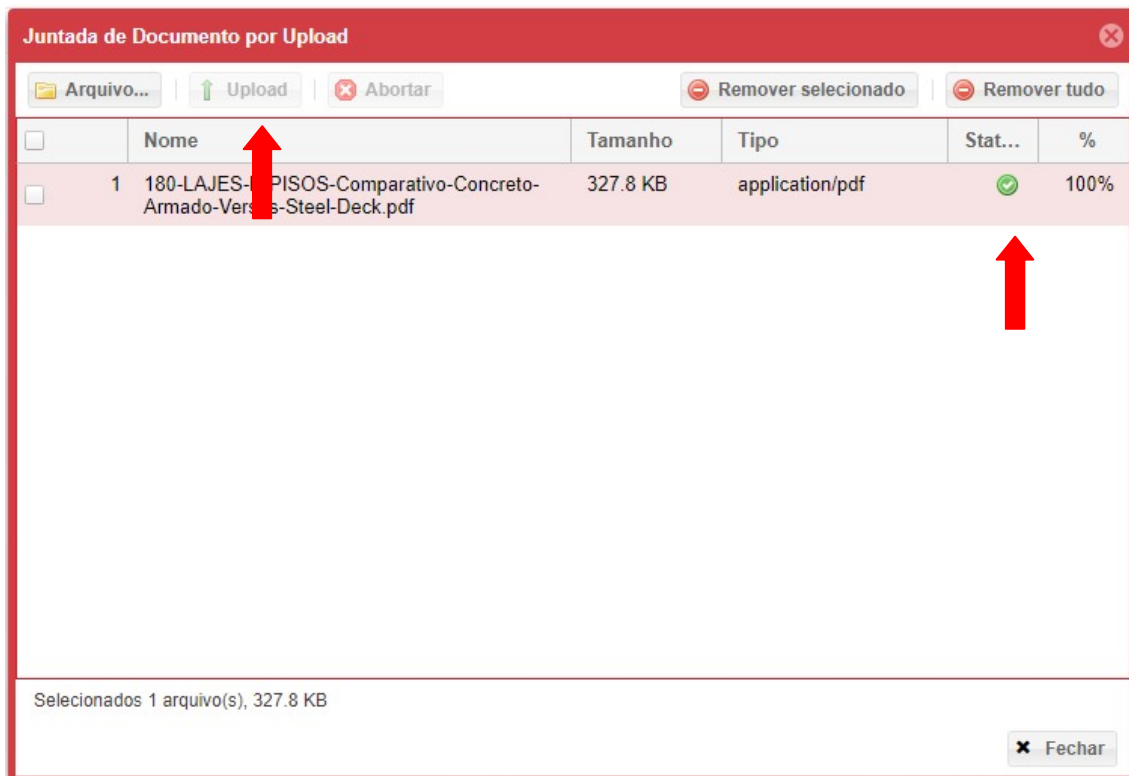 Juntada de Documento por Upload
Arquivo... Upload Abortar Remover selecionado Remover tudo
Nome Tamanho Tipo Stat... %
1 180-LAJES- PISOS-Comparativo-Concreto- 327.8 KB application/pdf 100%
Armado- -Steel-Deck.pdf
Selecionados 1 arquivo(s), 327.8 KB
Fechar